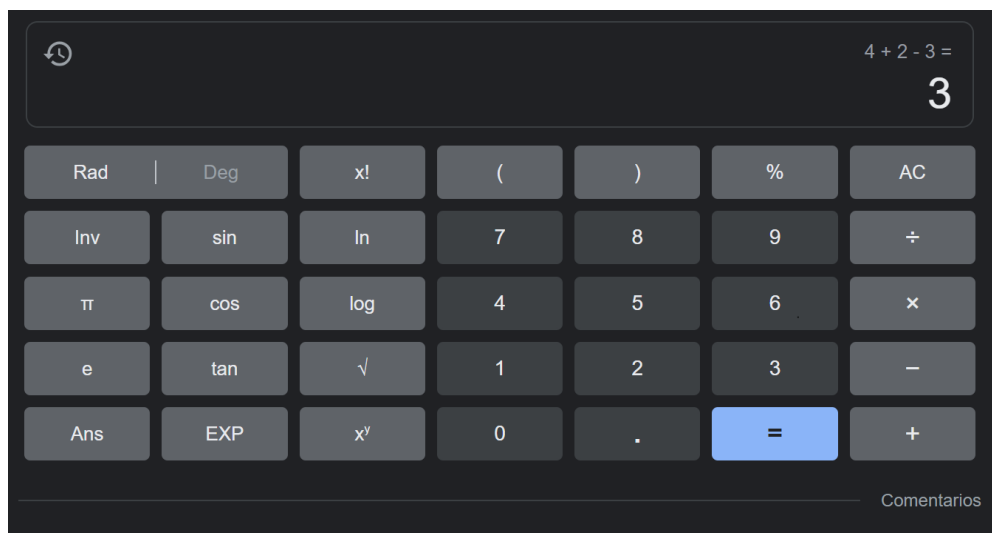 4 + 2 - 3 =
3
Rad | Deg x! ( ) % AC
Inv sin ln 7 8 9 ÷
π cos log 4 5 6 ×
e tan √ 1 2 3 −
Ans EXP xʸ 0 . = +
Comentarios